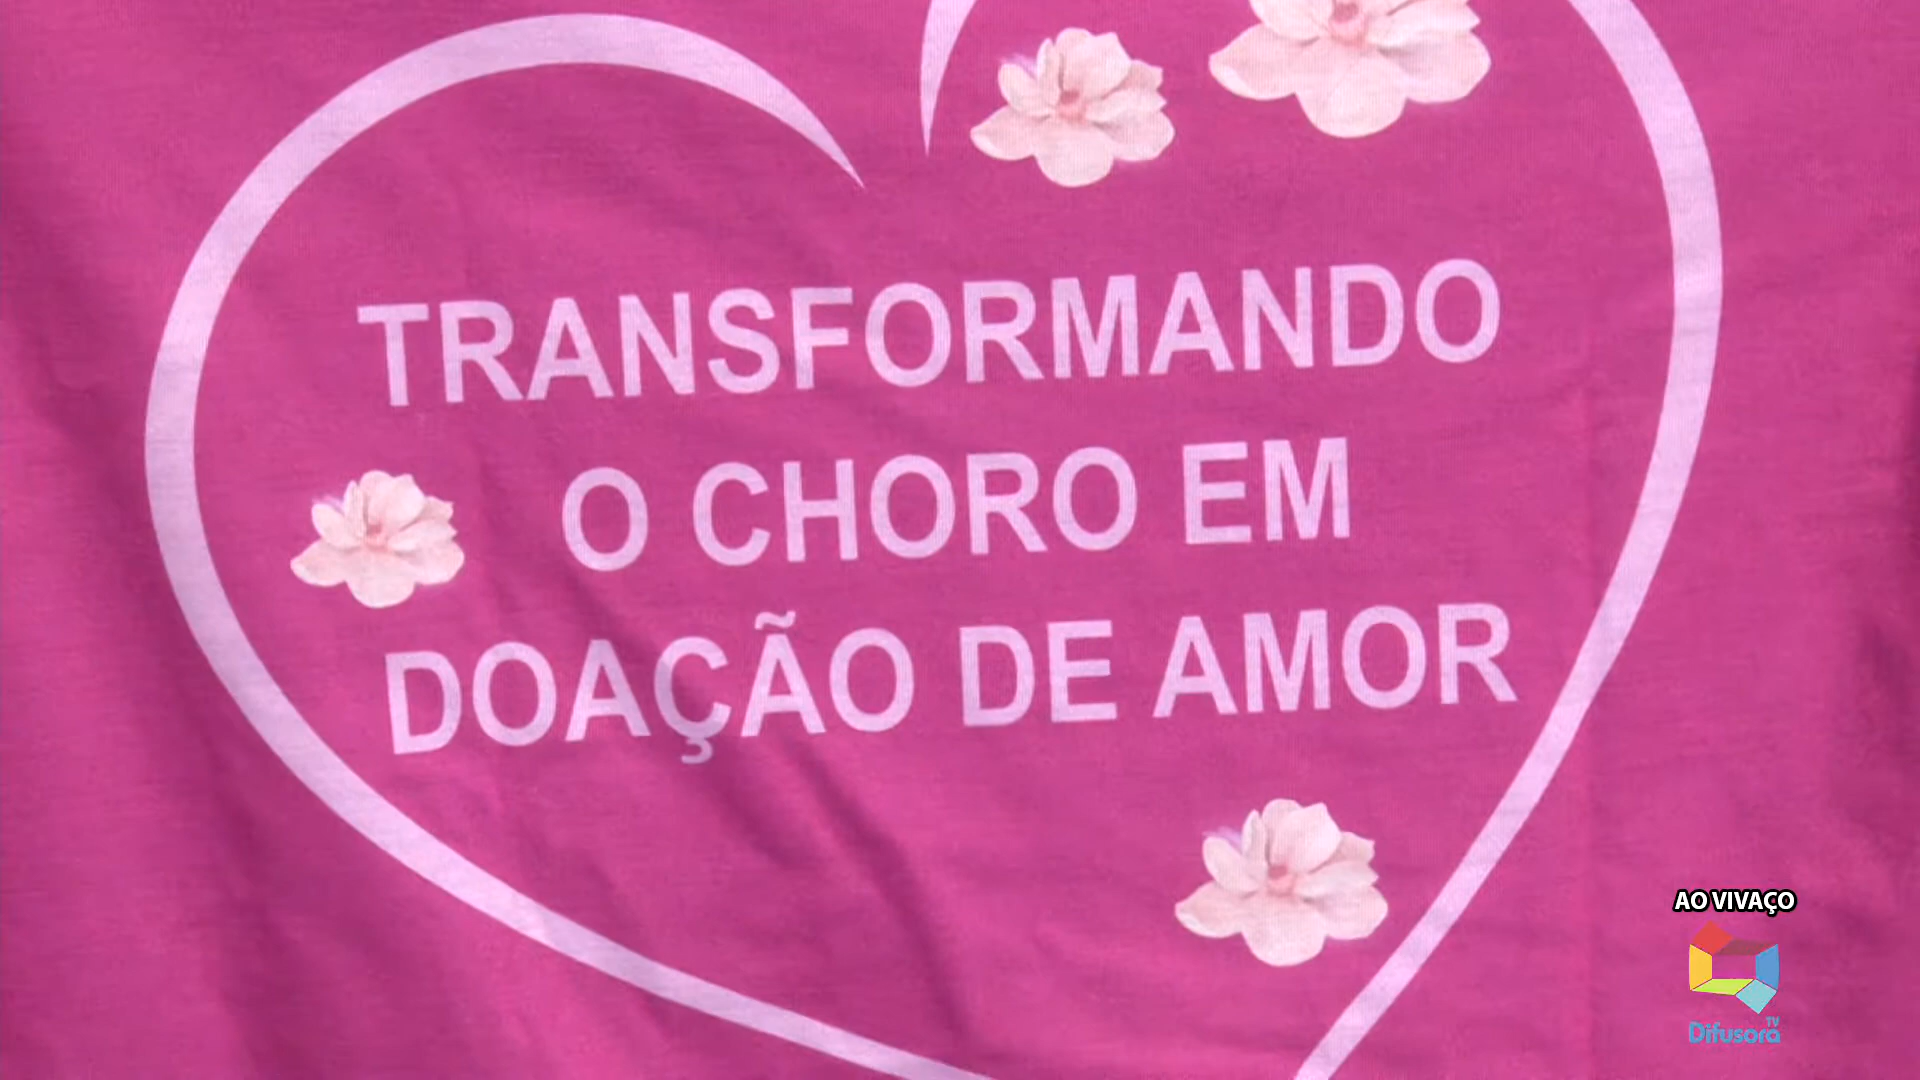 TRANSFORMANDO
O CHORO EM
DOAÇÃO DE AMOR
AO VIVAÇO
TV
Difusora